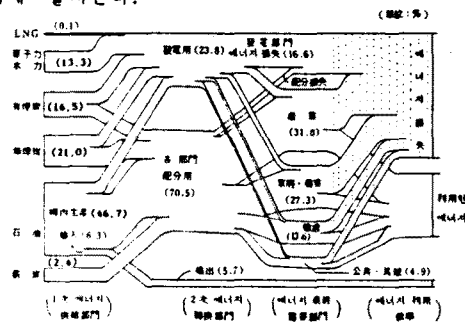 (單位: %)
LNG (0.1)
原子力
水力
(13.3)
有煙炭
(16.5)
無煙炭
(21.0)
石油
(46.7)
(6.3)
(2.4)
發電用 (23.8)
發電部門
에너지 損失 (16.6)
配分損失
各部門
配分用
(70.5)
産業
(31.8)
家庭・商業
(27.3)
輸送
(13.6)
公共・其他 (4.9)
輸出 (5.7)
에너지 損失
利用된
에너지
1次 에너지
供給部門
2次 에너지
轉換部門
에너지 最終
需要部門
에너지 利用
效率